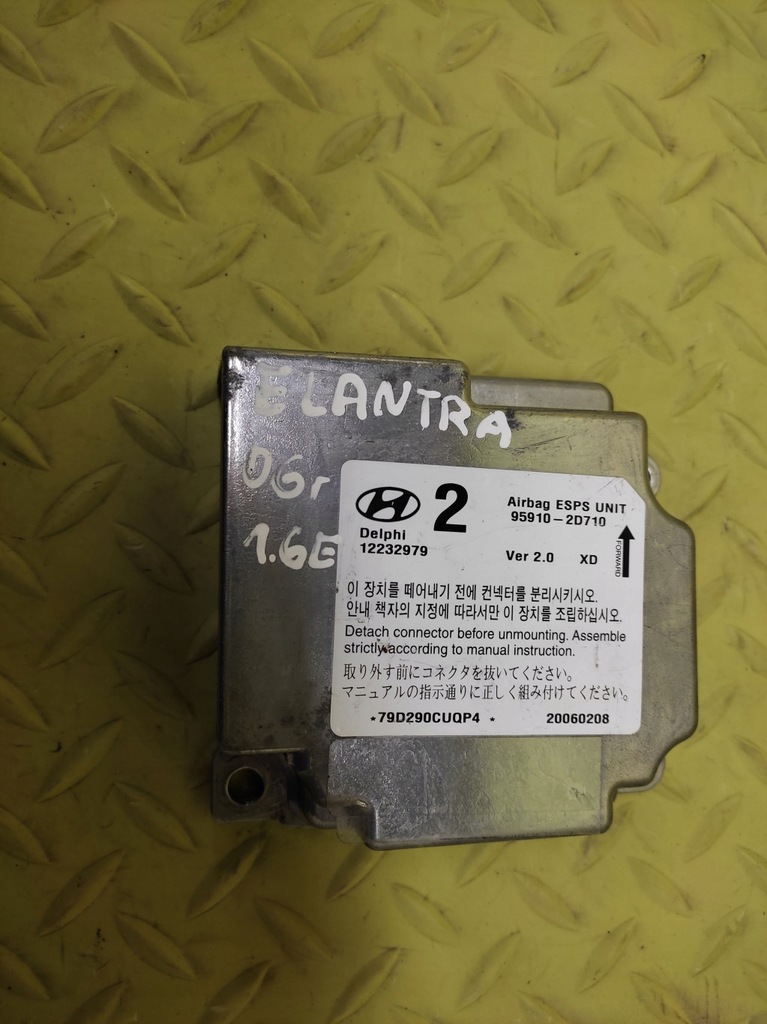 ELANTRA
06г
1.6E
2
Airbag ESPS UNIT
95910-2D710
Delphi
12232979
Ver 2.0 XD
FORWARD
이 장치를 떼어내기 전에 컨넥터를 분리시키시오.
안내 책자의 지정에 따라서만 이 장치를 조립하십시오.
Detach connector before unmounting. Assemble
strictly according to manual instruction.
取り外す前にコネクタを抜いてください。
マニュアルの指示通りに正しく組み付けてください。
*79D290CUQP4 * 20060208